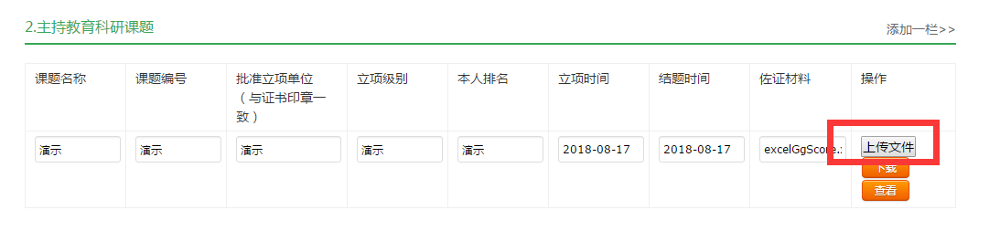 2.主持教育科研课题
添加一栏>>
课题名称
课题编号
批准立项单位
（与证书印章一
致）
立项级别
本人排名
立项时间
结题时间
佐证材料
操作
演示
演示
演示
演示
演示
2018-08-17
2018-08-17
excelGgScore.
上传文件
下载
查看